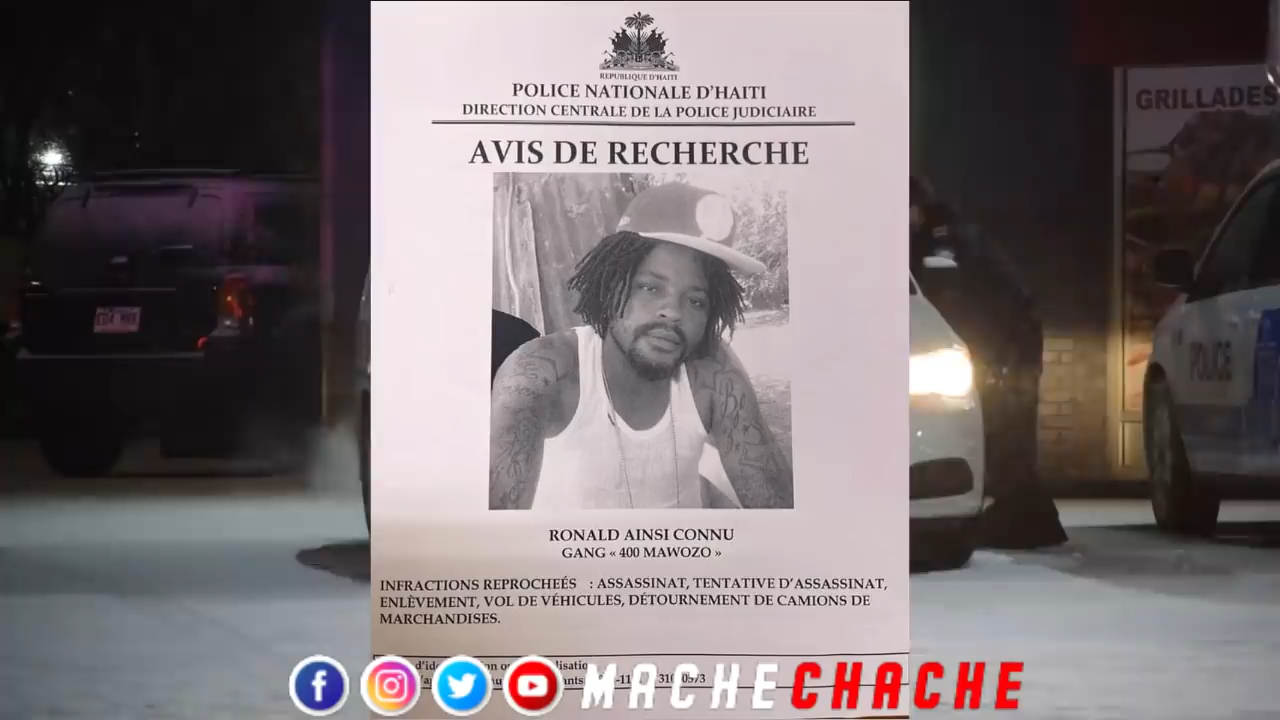 REPUBLIQUE D'HAITI
POLICE NATIONALE D'HAITI
DIRECTION CENTRALE DE LA POLICE JUDICIAIRE
AVIS DE RECHERCHE
RONALD AINSI CONNU
GANG « 400 MAWOZO »
INFRACTIONS REPROCHEÉS : ASSASSINAT, TENTATIVE D'ASSASSINAT,
ENLÈVEMENT, VOL DE VÉHICULES, DÉTOURNEMENT DE CAMIONS DE
MARCHANDISES.
MACHE CHACHE
GRILLADES
POLICE